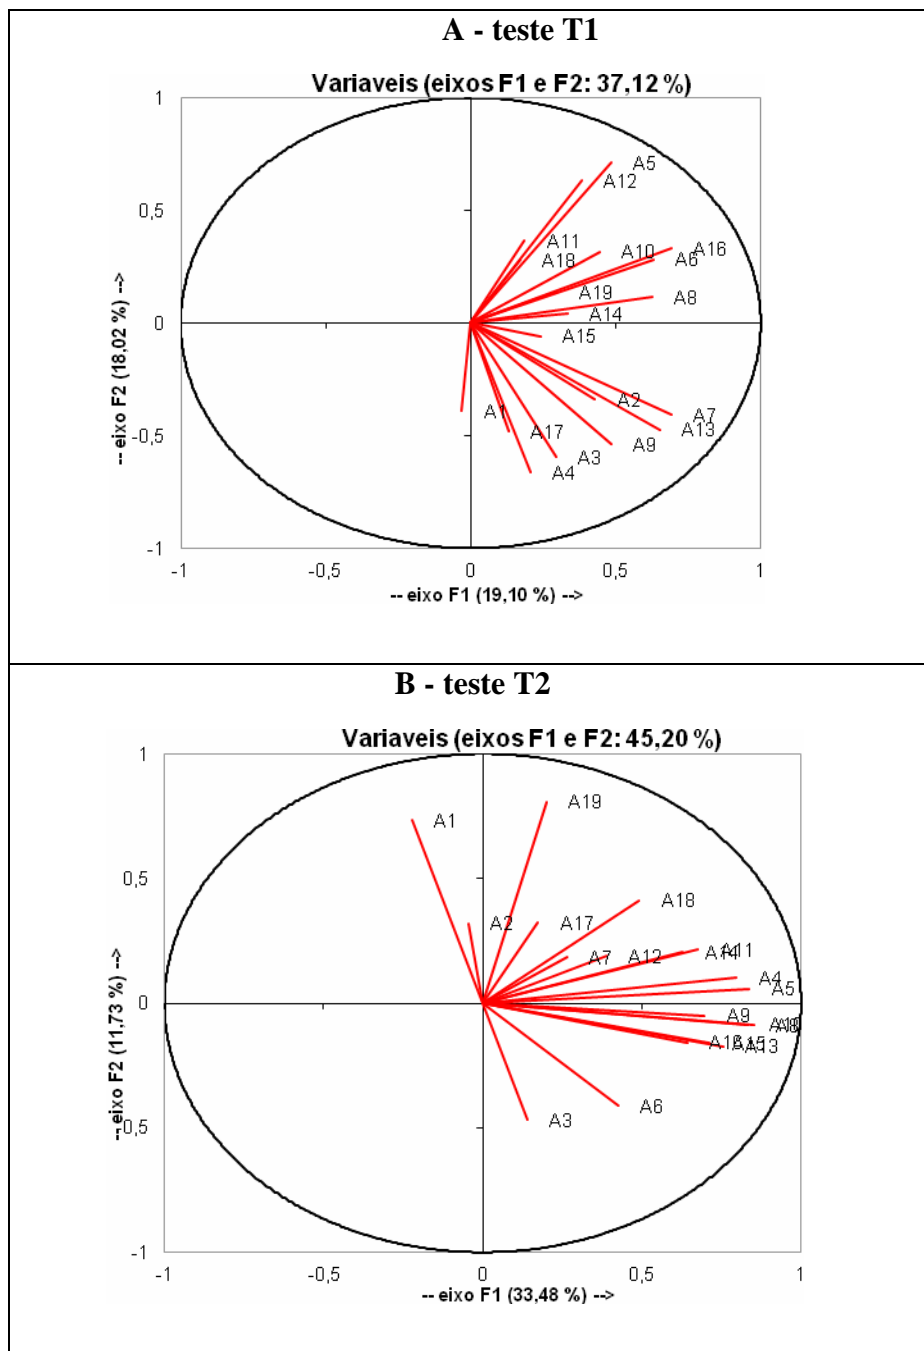 A - teste T1
Variaveis (eixos F1 e F2: 37,12 %)
1
A5
A12
0,5
A11
A10
A16
A18
A6
A19
A8
A14
0
A15
A2
A1
A7
A17
A13
-0,5
A9
A3
A4
-1
-1
-0,5
0
0,5
1
-- eixo F2 (18,02 %) -->
-- eixo F1 (19,10 %) -->
B - teste T2
Variaveis (eixos F1 e F2: 45,20 %)
1
A19
A1
0,5
A18
A2
A17
A7
A12
A14
A11
A4
A5
0
A9
A8
A15
A13
A6
A3
-0,5
-1
-1
-0,5
0
0,5
1
-- eixo F2 (11,73 %) -->
-- eixo F1 (33,48 %) -->